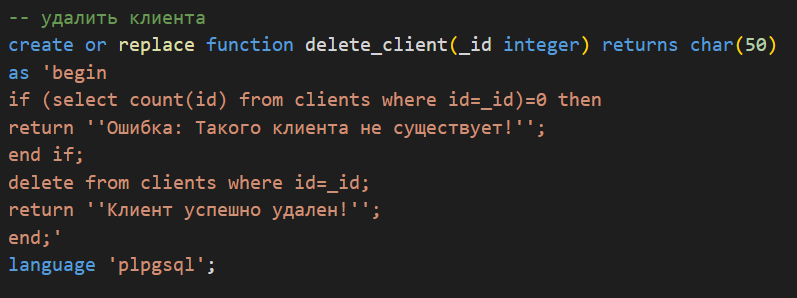 -- удалить клиента
create or replace function delete_client(_id integer) returns char(50)
as 'begin
if (select count(id) from clients where id=_id)=0 then
return ''Ошибка: Такого клиента не существует!'';
end if;
delete from clients where id=_id;
return ''Клиент успешно удален!'';
end;'
language 'plpgsql';